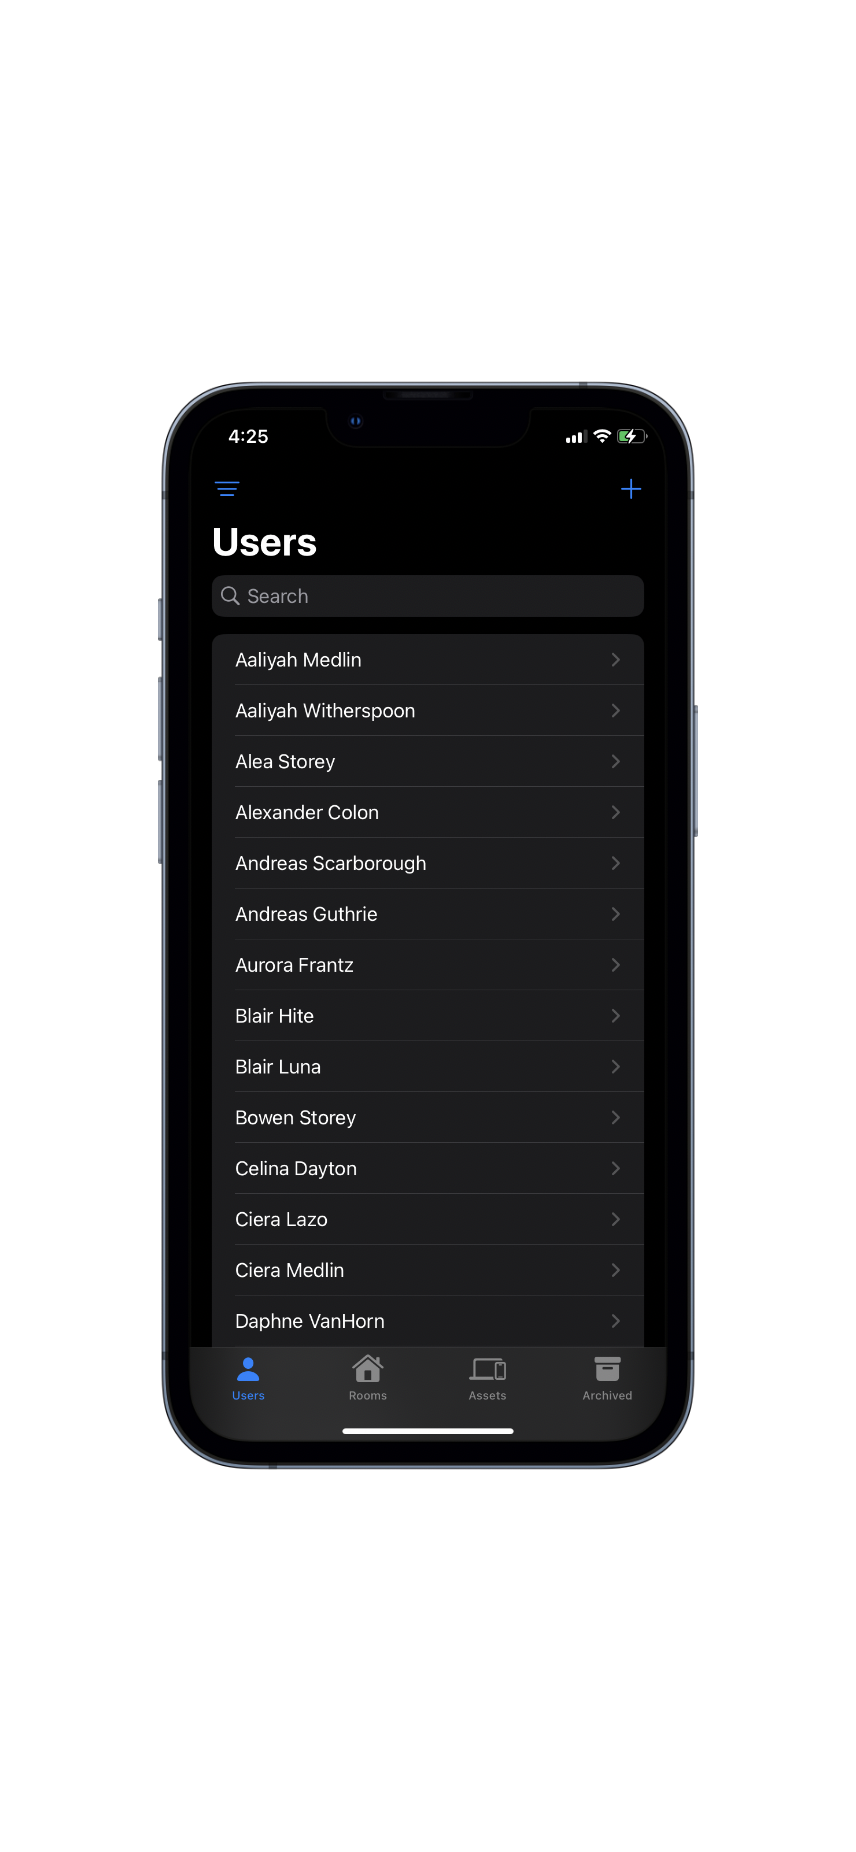 4:25
Users
Search
Aaliyah Medlin
Aaliyah Witherspoon
Alea Storey
Alexander Colon
Andreas Scarborough
Andreas Guthrie
Aurora Frantz
Blair Hite
Blair Luna
Bowen Storey
Celina Dayton
Ciera Lazo
Ciera Medlin
Daphne VanHorn
Users Rooms Assets Archived